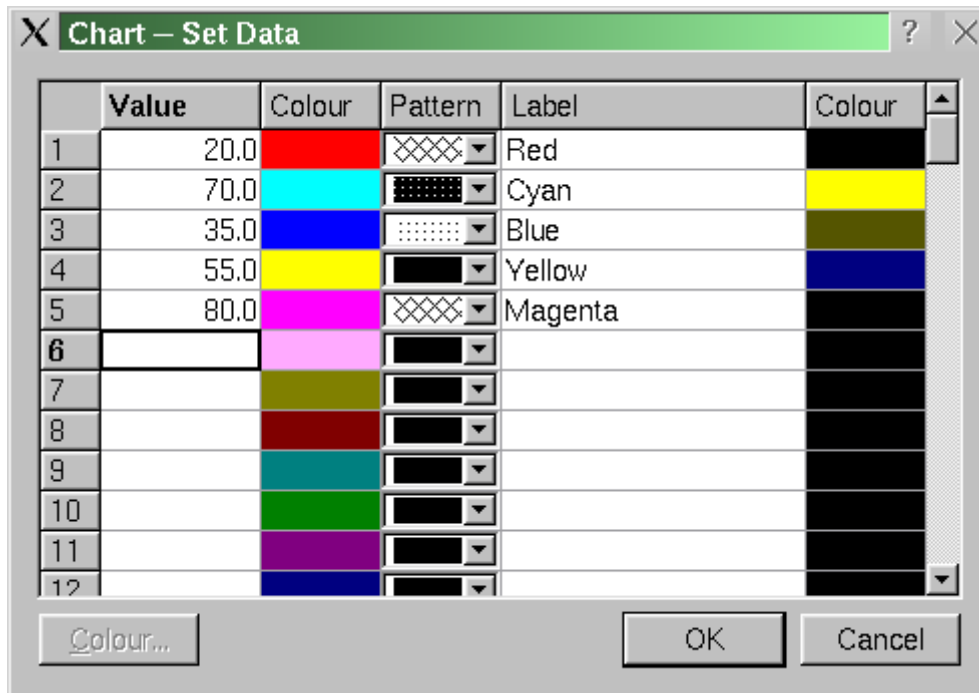 X Chart – Set Data ?
Value Colour Pattern Label Colour
1 20.0 Red
2 70.0 Cyan
3 35.0 Blue
4 55.0 Yellow
5 80.0 Magenta
6
7
8
9
10
11
12
Colour... OK Cancel